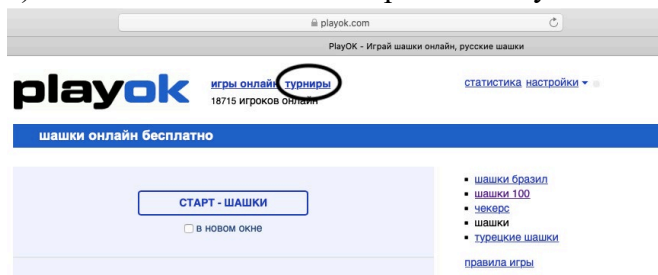 playok.com
PlayOK - Играй шашки онлайн, русские шашки
playok
игры онлайн турниры
статистика настройки
18715 игроков онлайн
шашки онлайн бесплатно
шашки бразил
шашки 100
чекерс
шашки
турецкие шашки
правила игры
СТАРТ - ШАШКИ
в новом окне